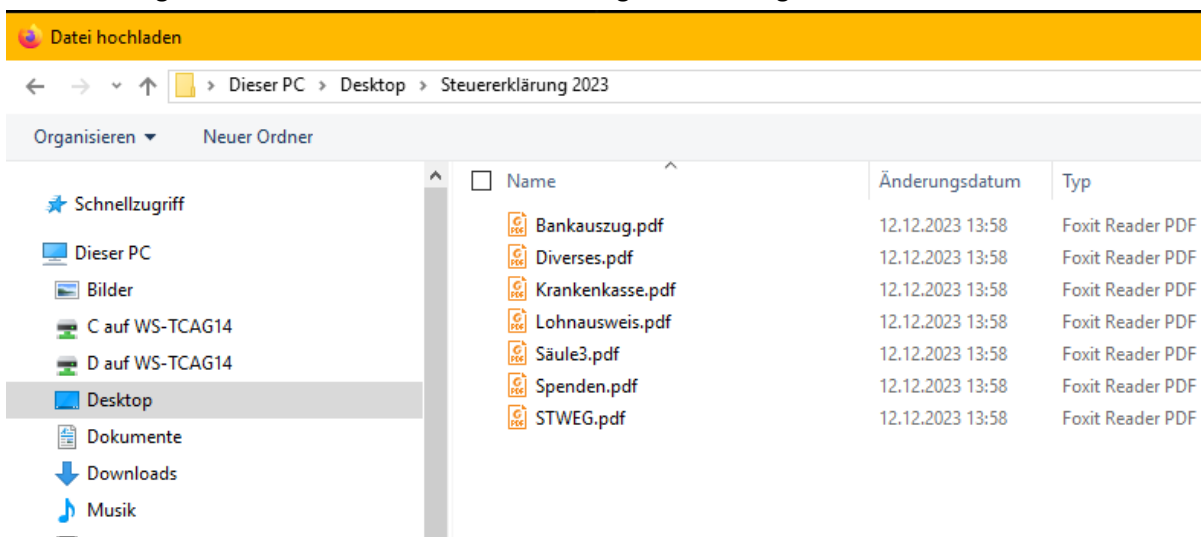 Datei hochladen
Dieser PC > Desktop > Steuererklärung 2023
Organisieren Neuer Ordner
Name Änderungsdatum Typ
Schnellzugriff
Dieser PC
Bilder
C auf WS-TCAG14
D auf WS-TCAG14
Desktop
Dokumente
Downloads
Musik
Bankauszug.pdf 12.12.2023 13:58 Foxit Reader PDF
Diverses.pdf 12.12.2023 13:58 Foxit Reader PDF
Krankenkasse.pdf 12.12.2023 13:58 Foxit Reader PDF
Lohnausweis.pdf 12.12.2023 13:58 Foxit Reader PDF
Säule3.pdf 12.12.2023 13:58 Foxit Reader PDF
Spenden.pdf 12.12.2023 13:58 Foxit Reader PDF
STWEG.pdf 12.12.2023 13:58 Foxit Reader PDF